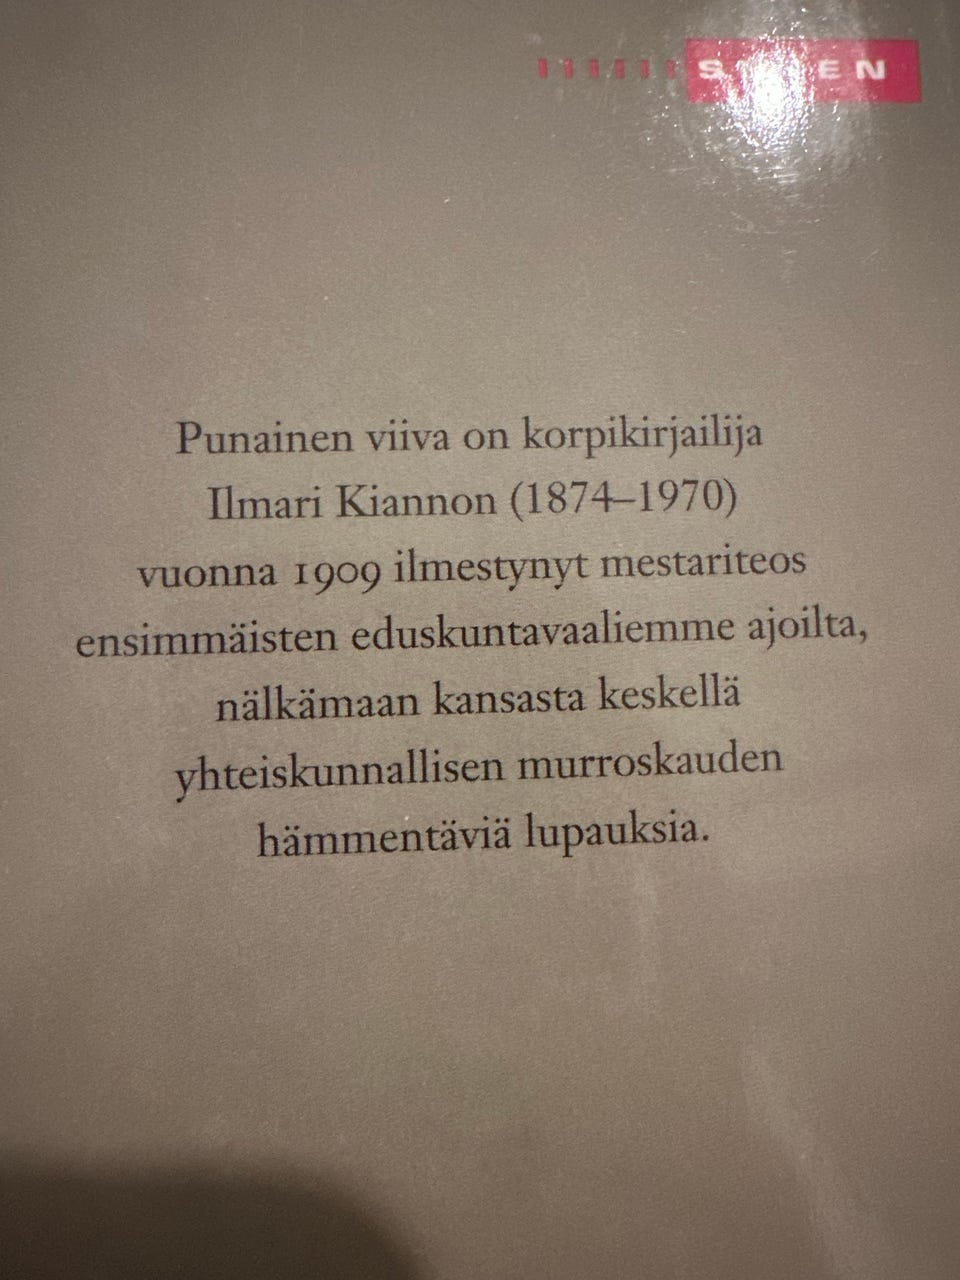 Punainen viiva on korpikirjailija
Ilmari Kiannon (1874–1970)
vuonna 1909 ilmestynyt mestariteos
ensimmäisten eduskuntavaaliemme ajoilta,
nälkämaan kansasta keskellä
yhteiskunnallisen murroskauden
hämmentäviä lupauksia.